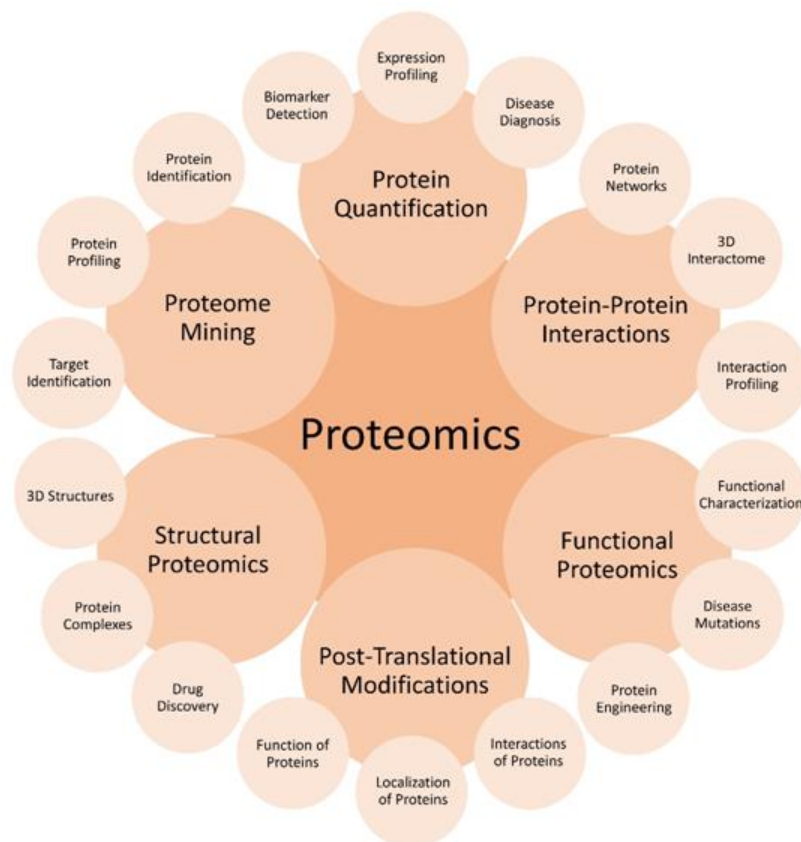 Expression
Profiling
Biomarker
Detection
Disease
Diagnosis
Protein
Quantification
Protein
Identification
Protein
Networks
Protein
Profiling
3D
Interactome
Proteome
Mining
Protein-Protein
Interactions
Target
Identification
Interaction
Profiling
Proteomics
3D Structures
Functional
Characterization
Structural
Proteomics
Functional
Proteomics
Protein
Complexes
Disease
Mutations
Post-Translational
Modifications
Drug
Discovery
Protein
Engineering
Function of
Proteins
Interactions
of Proteins
Localization
of Proteins